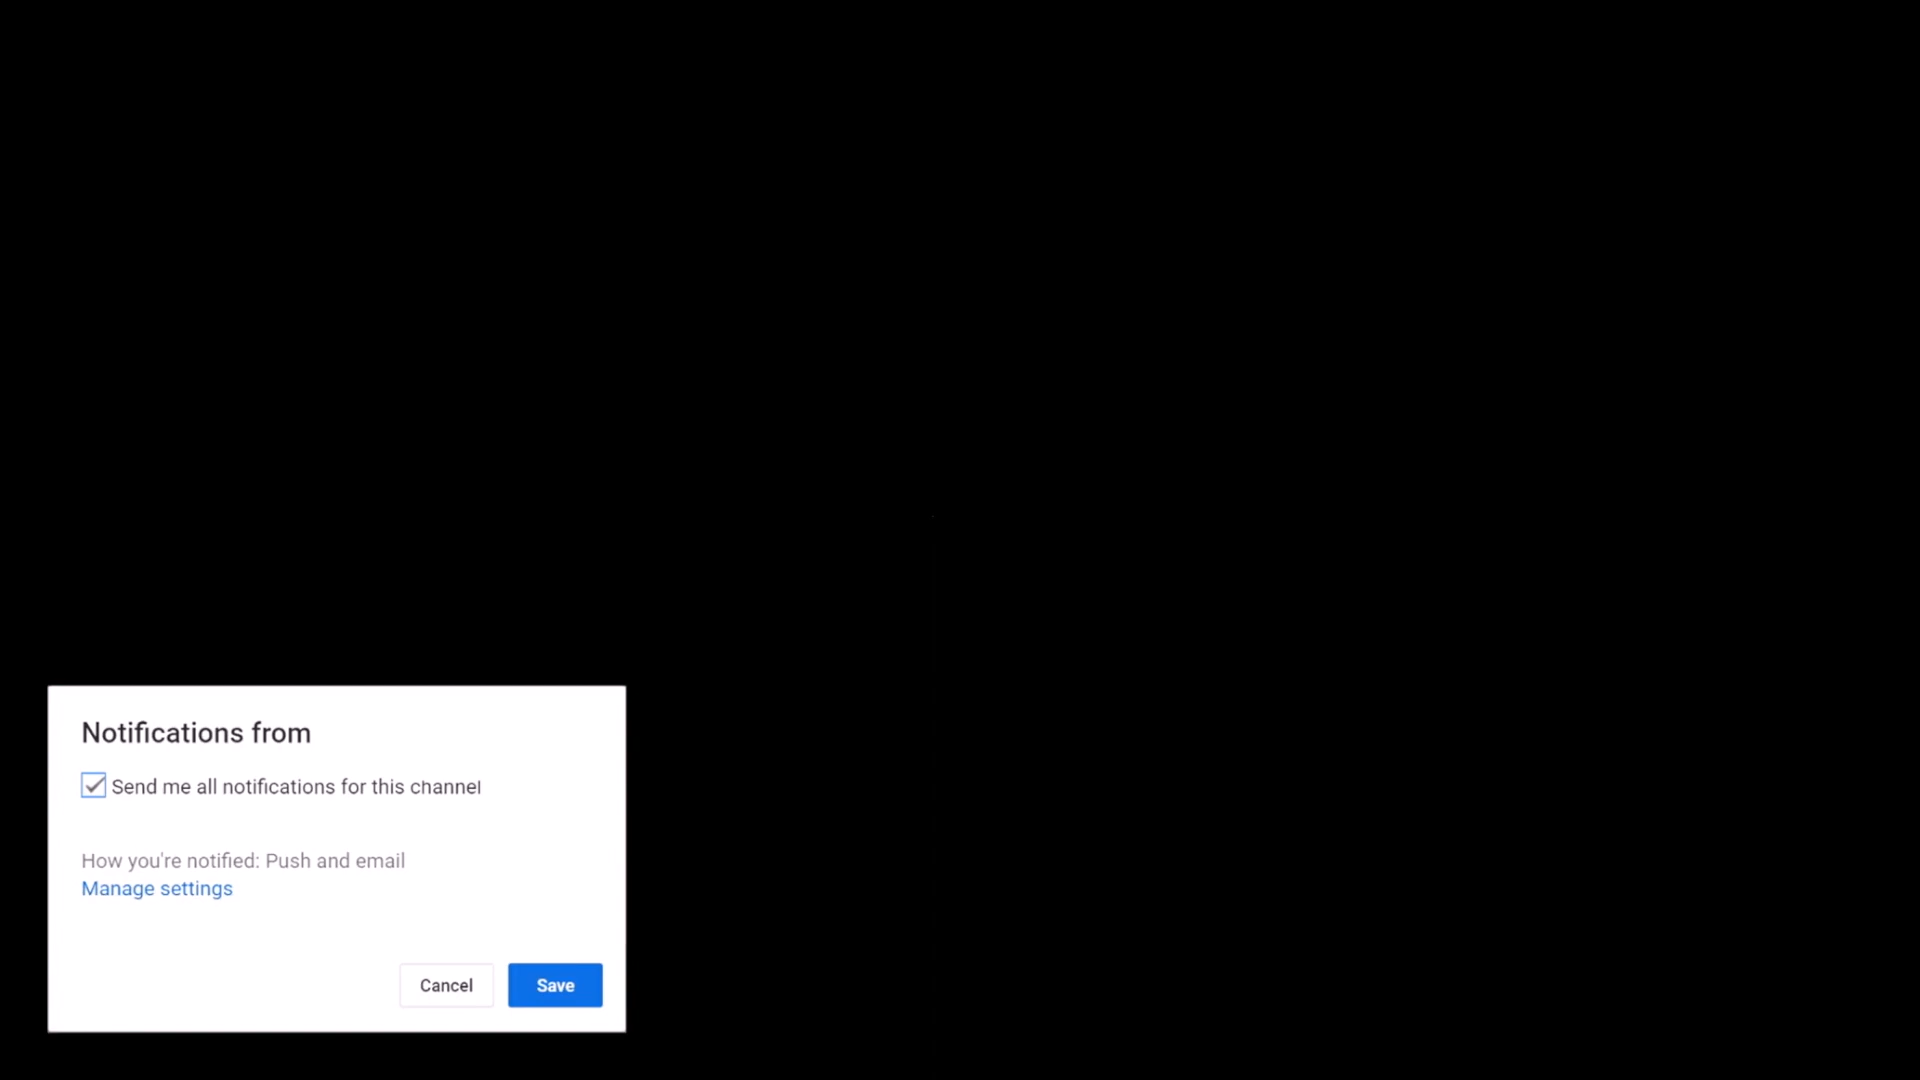 Notifications from
Send me all notifications for this channel
How you're notified: Push and email
Manage settings
Cancel
Save